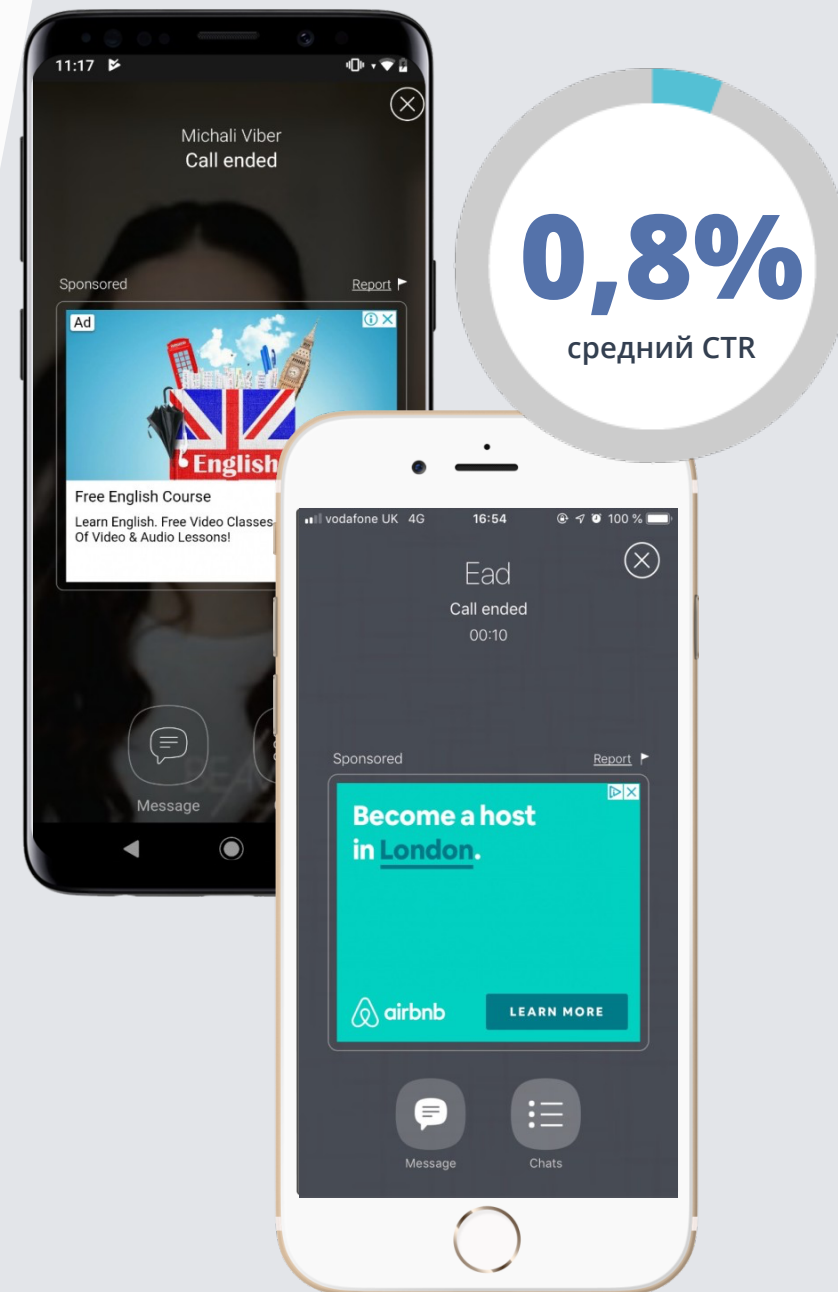 11:17
Michali Viber
Call ended
Sponsored
Report
Ad
English
Free English Course
Learn English. Free Video Classes
Of Video & Audio Lessons!
Message
0,8%
средний CTR
vodafone UK 4G 16:54 100 %
Ead
Call ended
00:10
Sponsored
Report
Become a host
in London.
airbnb
LEARN MORE
Message
Chats